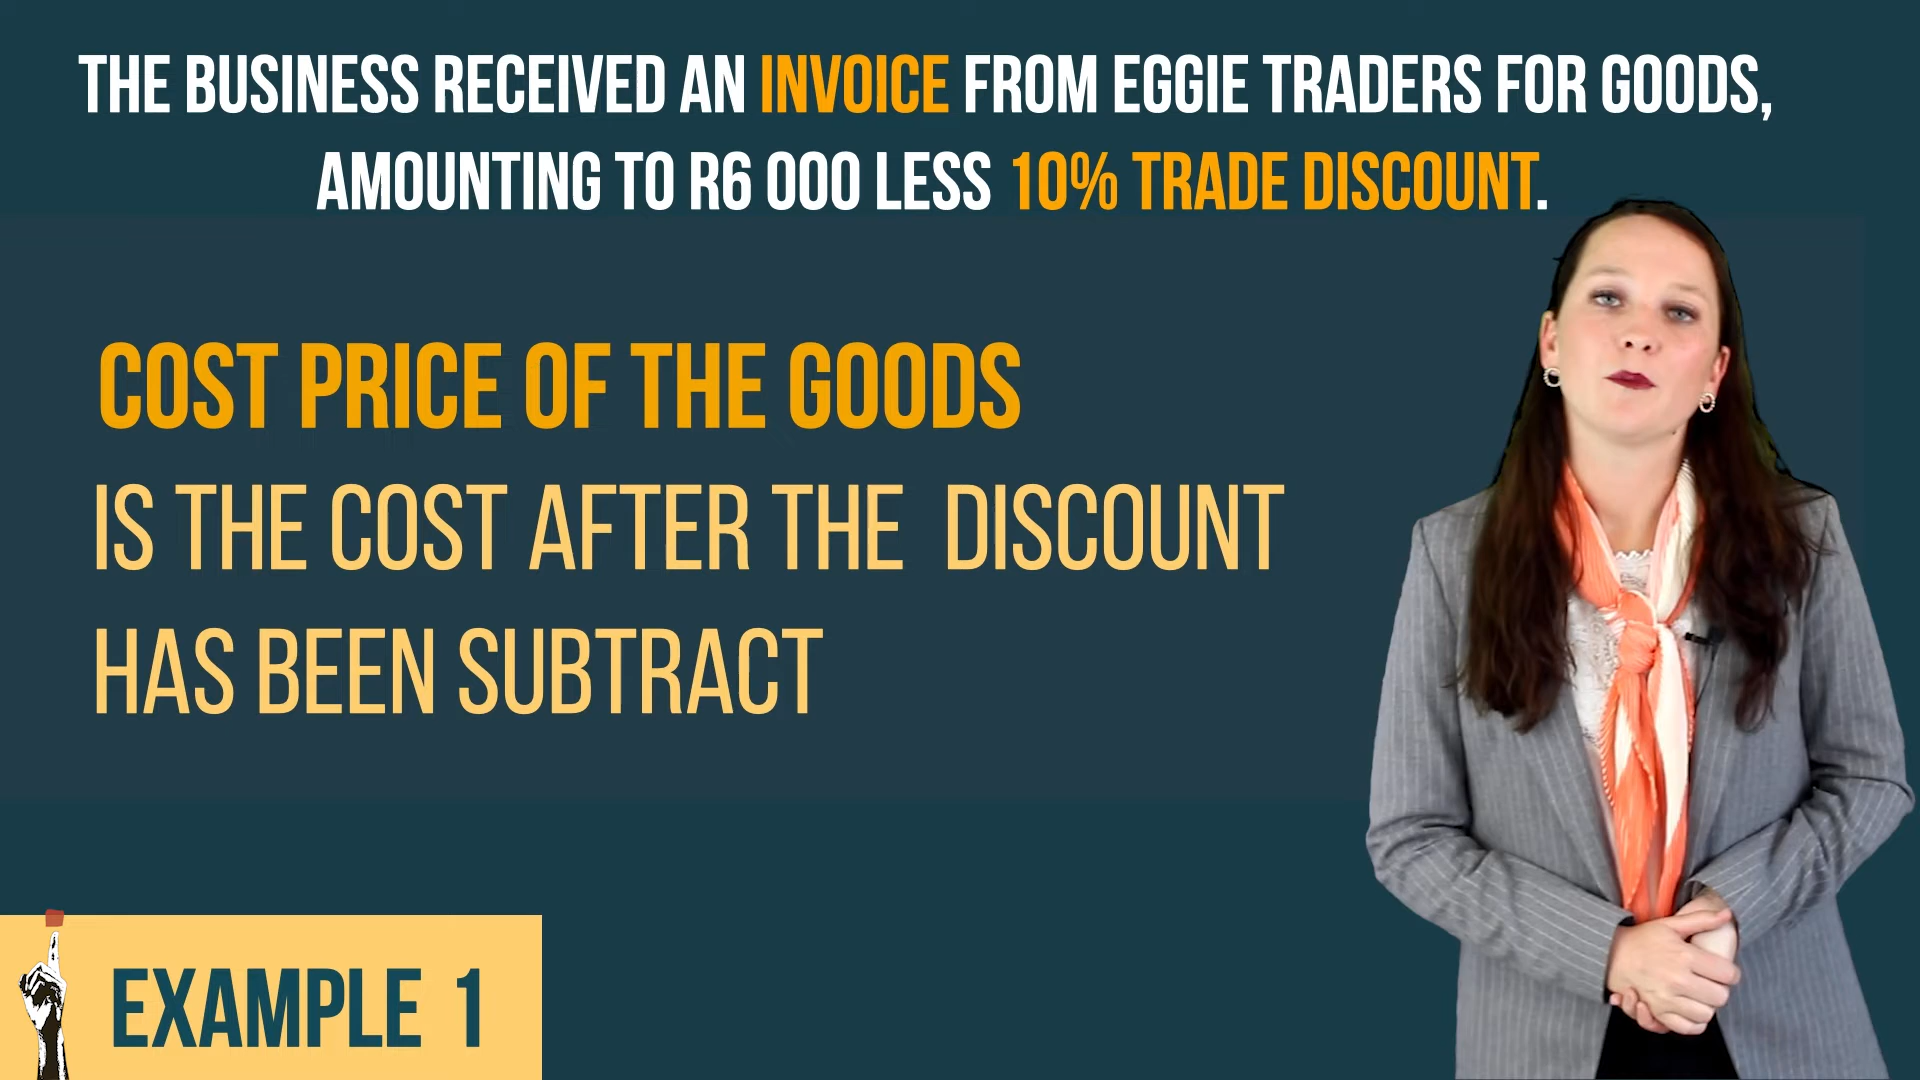 THE BUSINESS RECEIVED AN INVOICE FROM EGGIE TRADERS FOR GOODS,
AMOUNTING TO R6 000 LESS 10% TRADE DISCOUNT.
COST PRICE OF THE GOODS
IS THE COST AFTER THE DISCOUNT
HAS BEEN SUBTRACT
EXAMPLE 1